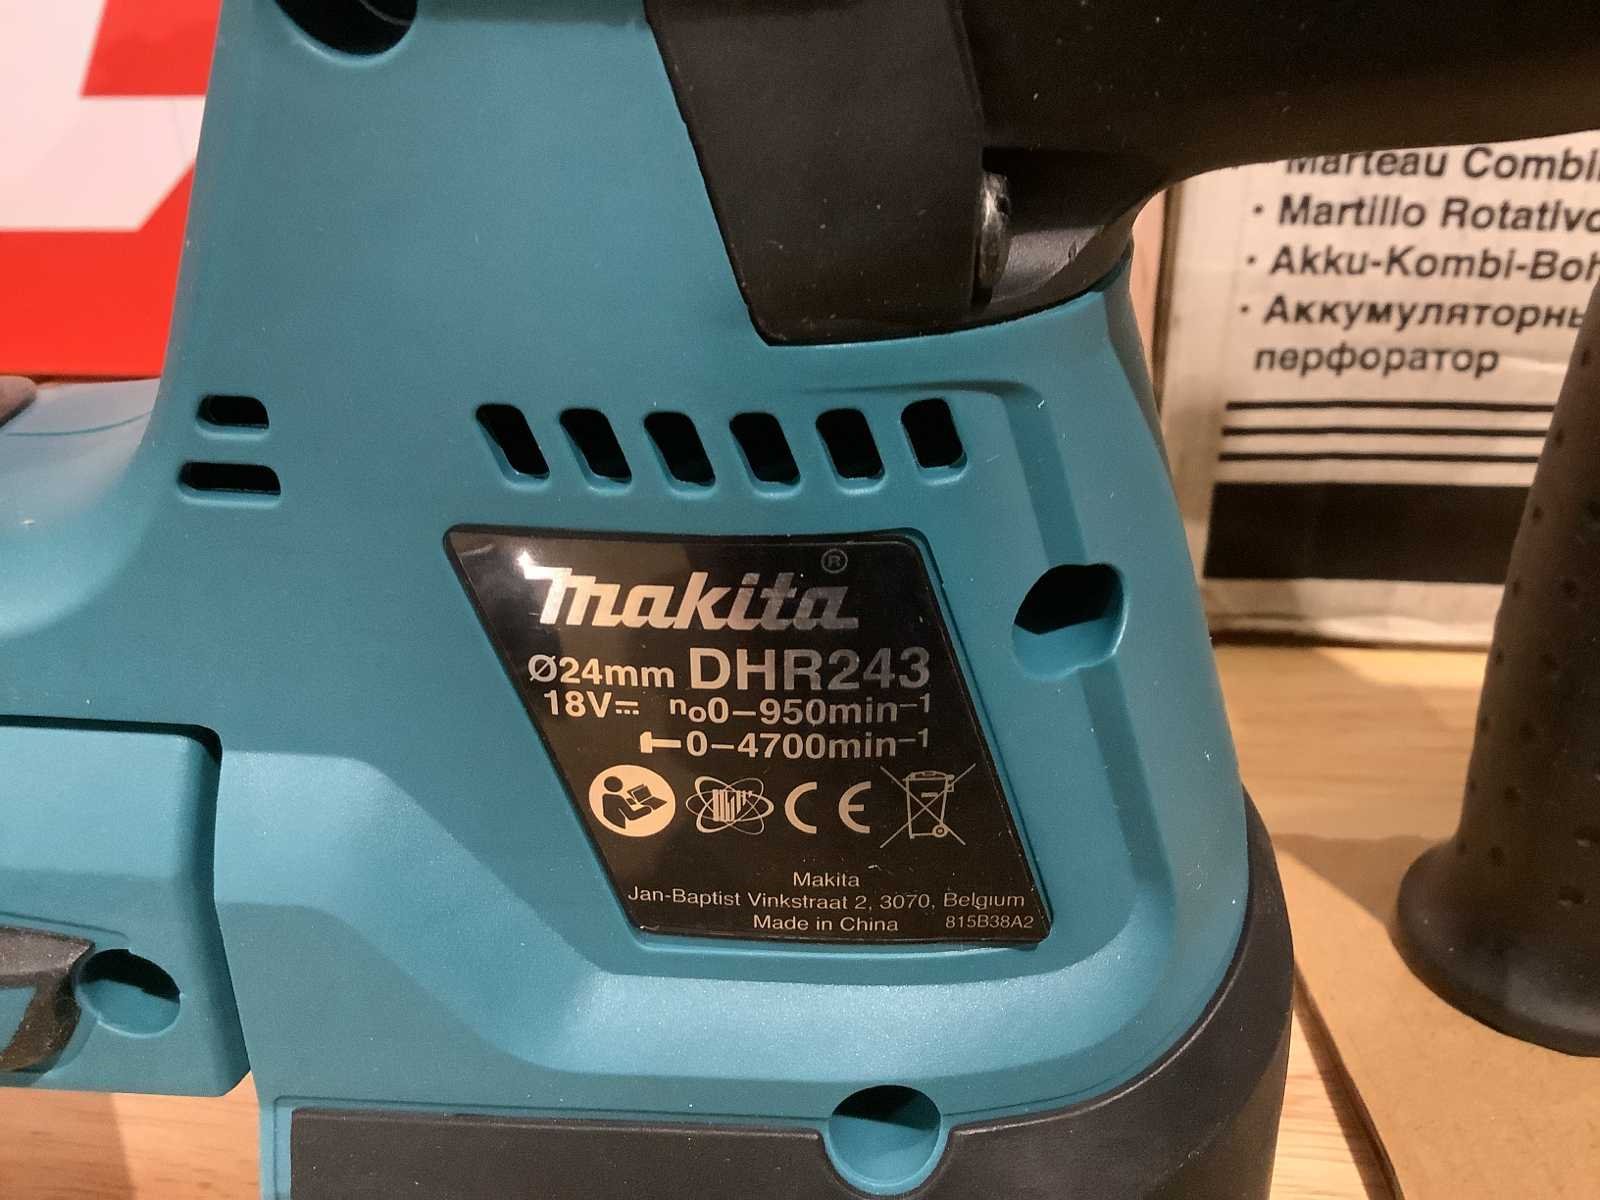 Marteau Combi
• Martillo Rotativo
• Akku-Kombi-Boh
• Аккумуляторны
перфоратор
makita®
Ø24mm DHR243
18V⎓ n₀0–950min⁻¹
0–4700min⁻¹
CE
Makita
Jan-Baptist Vinkstraat 2, 3070, Belgium
Made in China 815B38A2